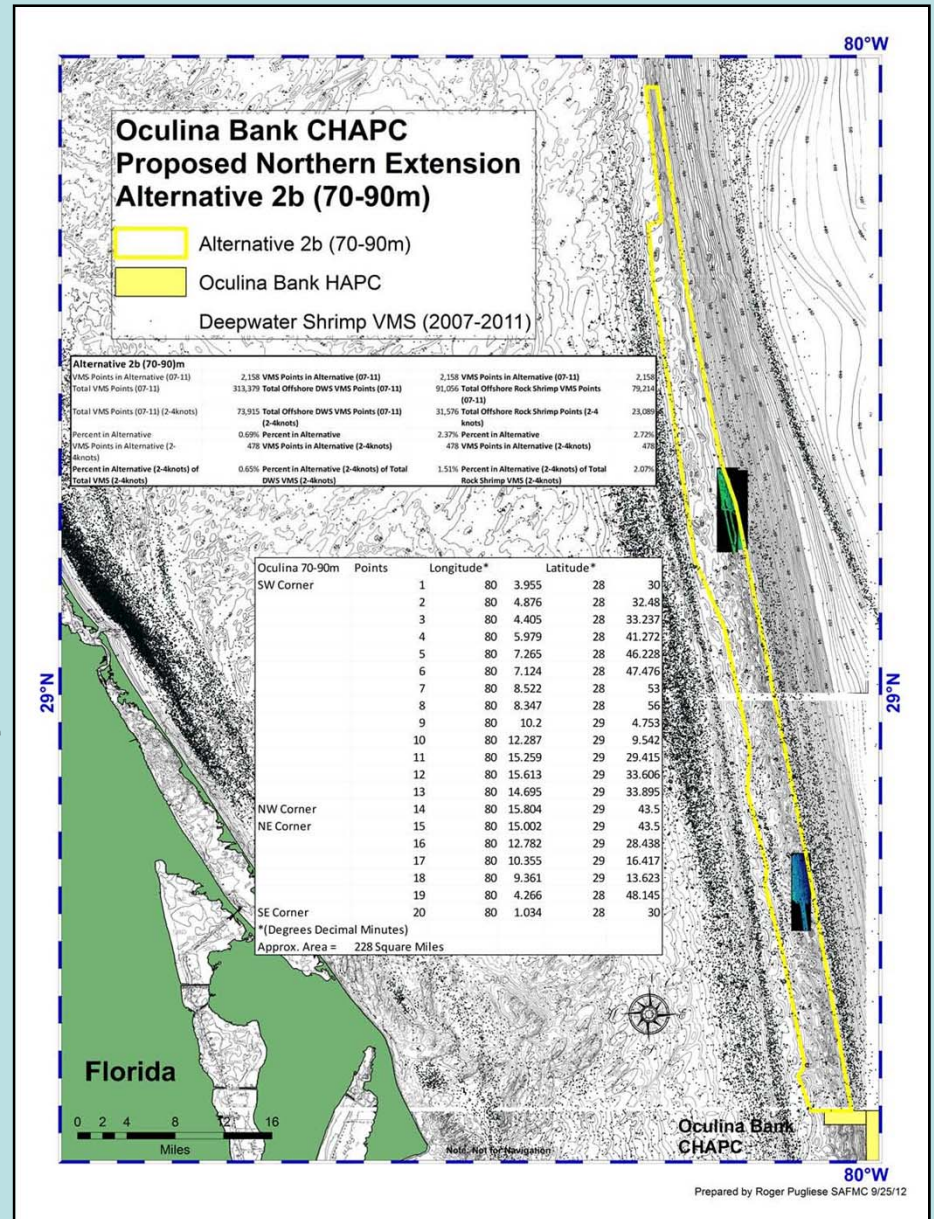 80°W
Oculina Bank CHAPC
Proposed Northern Extension
Alternative 2b (70-90m)
Alternative 2b (70-90m)
Oculina Bank HAPC
Deepwater Shrimp VMS (2007-2011)
Alternative 2b (70-90)m
VMS Points in Alternative (07-11) 2,158 VMS Points in Alternative (07-11) 2,158 VMS Points in Alternative (07-11) 2,158
Total VMS Points (07-11) 313,379 Total Offshore DWS VMS Points (07-11) 91,056 Total Offshore Rock Shrimp VMS Points 79,214
(07-11)
Total VMS Points (07-11) (2-4knots) 73,915 Total Offshore DWS VMS Points (07-11) 31,576 Total Offshore Rock Shrimp Points (2-4 23,089
(2-4knots) knots)
Percent in Alternative 0.69% Percent in Alternative 2.37% Percent in Alternative 2.72%
VMS Points in Alternative (2- 478 VMS Points in Alternative (2-4knots) 478 VMS Points in Alternative (2-4knots) 478
4knots)
Percent in Alternative (2-4knots) of 0.65% Percent in Alternative (2-4knots) of Total 1.51% Percent in Alternative (2-4knots) of Total 2.07%
Total VMS (2-4knots) DWS VMS (2-4knots) Rock Shrimp VMS (2-4knots)
Oculina 70-90m Points Longitude* Latitude*
SW Corner 1 80 3.955 28 30
2 80 4.876 28 32.48
3 80 4.405 28 33.237
4 80 5.979 28 41.272
5 80 7.265 28 46.228
6 80 7.124 28 47.476
7 80 8.522 28 53
8 80 8.347 28 56
9 80 10.2 29 4.753
10 80 12.287 29 9.542
11 80 15.259 29 29.415
12 80 15.613 29 33.606
13 80 14.695 29 33.895
NW Corner 14 80 15.804 29 43.5
NE Corner 15 80 15.002 29 43.5
16 80 12.782 29 28.438
17 80 10.355 29 16.417
18 80 9.361 29 13.623
19 80 4.266 28 48.145
SE Corner 20 80 1.034 28 30
*(Degrees Decimal Minutes)
Approx. Area = 228 Square Miles
29°N
29°N
Florida
0 2 4 8 12 16
Miles
Note: Not for Navigation
Oculina Bank
CHAPC
80°W
Prepared by Roger Pugliese SAFMC 9/25/12